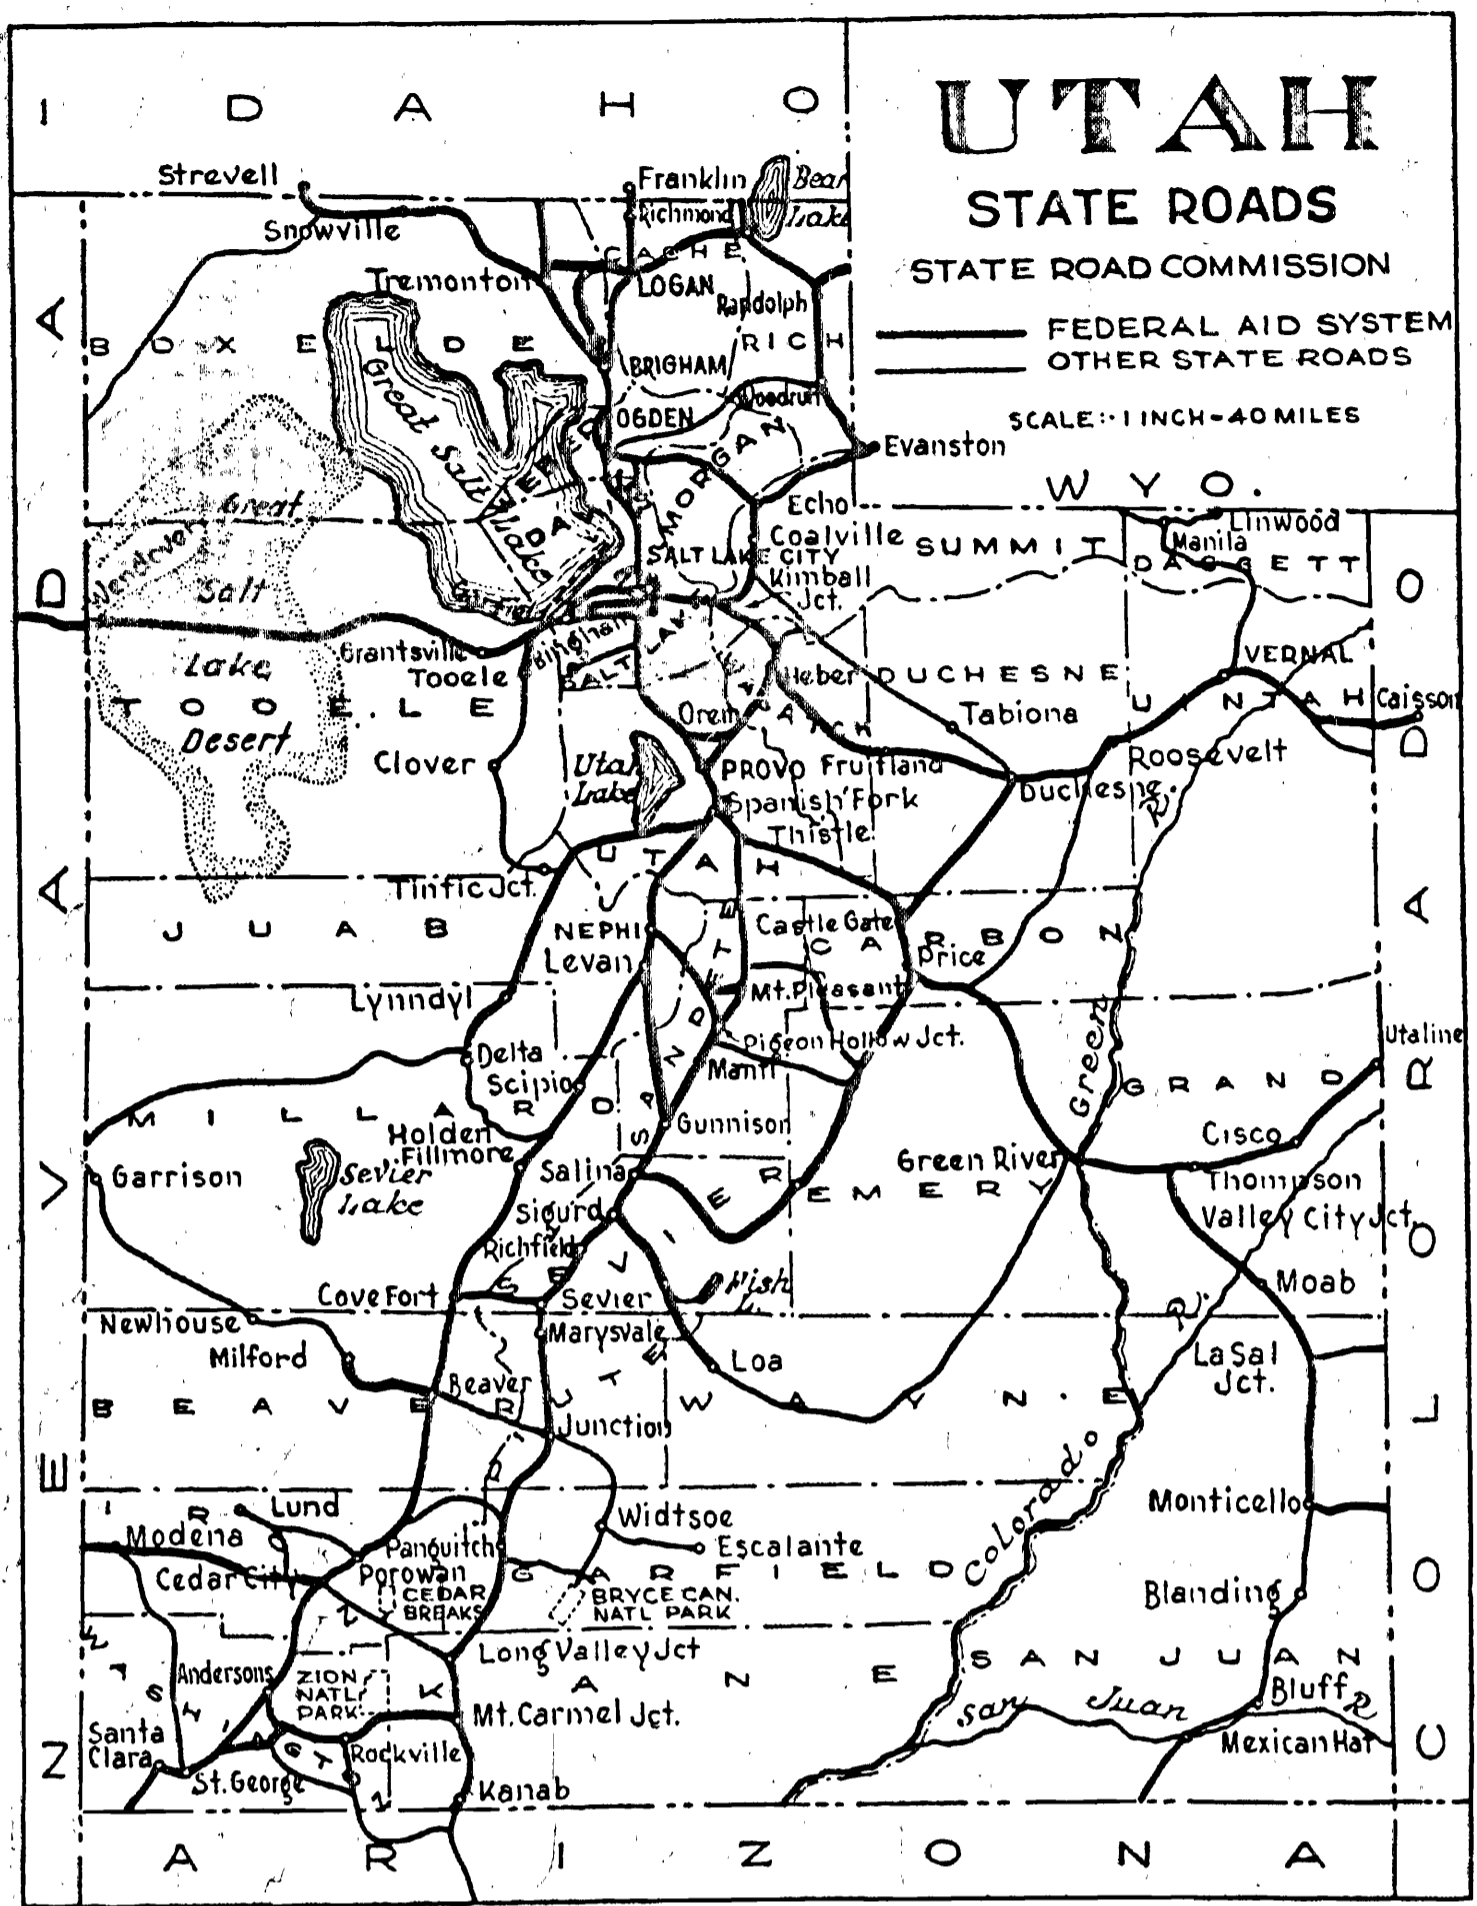 IDAHO
UTAH
STATE ROADS
STATE ROAD COMMISSION
FEDERAL AID SYSTEM
OTHER STATE ROADS
SCALE:- 1 INCH - 40 MILES
WYO.
NEVADA
COLORADO
ARIZONA
Strevell
Franklin
Bear
Lake
Richmond
Snowville
CACHE
Tremonton
LOGAN
Randolph
BOX ELDER
RICH
Great Salt Lake
BRIGHAM
Woodruff
OGDEN
WEBER
MORGAN
Evanston
Echo
Great
Salt
Lake
Desert
Wendover
DAVIS
Coalville
SUMMIT
Linwood
Manila
DAGGETT
SALT LAKE CITY
Kimball
Jct.
Grantsville
Bingham
SALT LAKE
Tooele
TOOELE
WASATCH
Heber
DUCHESNE
VERNAL
UINTAH
Caisson
Orem
Tabiona
Clover
Utah
Lake
PROVO
Fruitland
Roosevelt
Duchesne
Spanish Fork
Thistle
UTAH
Tintic Jct.
JUAB
NEPHI
Levan
Castle Gate
CARBON
Price
Lynndyl
Mt. Pleasant
SANPETE
Pigeon Hollow Jct.
Green
R.
Utaline
Delta
Scipio
Manti
GRAND
MILLARD
Gunnison
Cisco
Holden
Fillmore
Garrison
Sevier
Lake
Salina
Green River
EMERY
Thompson
Valley City Jct.
Sigurd
Richfield
SEVIER
Fish
L.
Moab
Cove Fort
Sevier
Newhouse
Marysvale
Milford
Loa
La Sal
Jct.
Beaver
BEAVER
PIUTE
WAYNE
Junction
Colorado
R.
Lund
Widtsoe
Monticello
IRON
Modena
Panguitch
Escalante
Cedar City
Porowan
GARFIELD
CEDAR
BREAKS
BRYCE CAN.
NATL PARK
Blanding
Long Valley Jct
SAN JUAN
Andersons
ZION
NATL
PARK
KANE
WASHINGTON
Mt. Carmel Jct.
San Juan R
Bluff
Santa
Clara
Rockville
Mexican Hat
St. George
Kanab